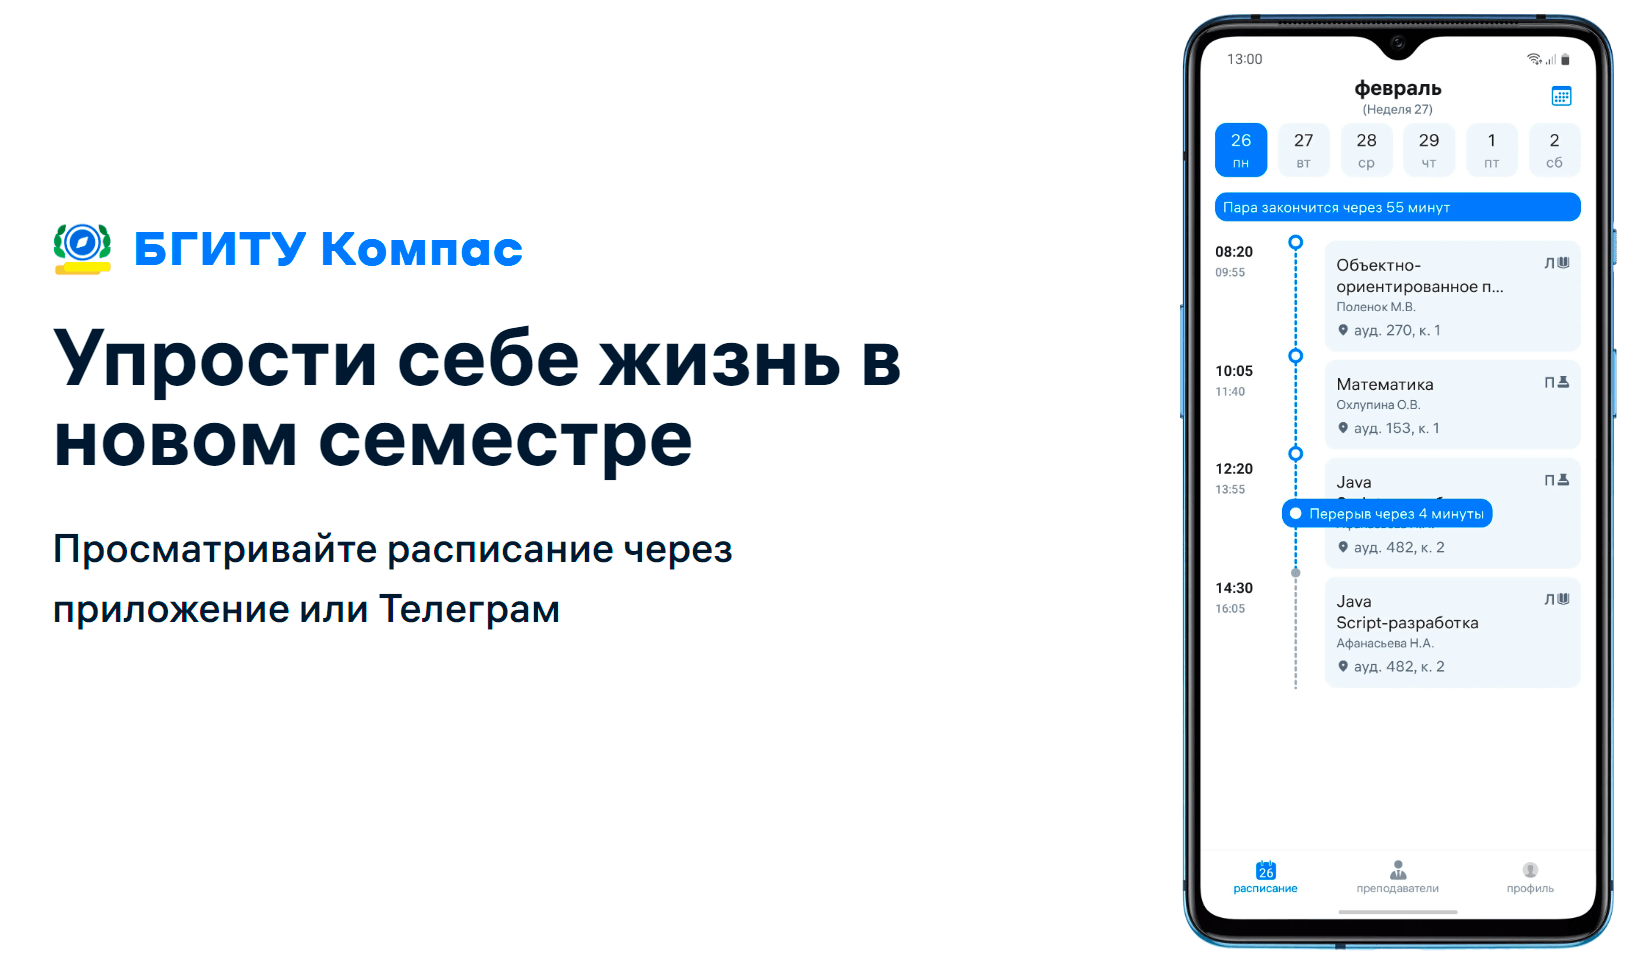 БГИТУ Компас
Упрости себе жизнь в
новом семестре
Просматривайте расписание через
приложение или Телеграм
13:00
февраль
(Неделя 27)
26 27 28 29 1 2
пн вт ср чт пт сб
Пара закончится через 55 минут
08:20
09:55
Объектно-
ориентированное п...
Л
Поленок М.В.
ауд. 270, к. 1
10:05
11:40
Математика
П
Охлупина О.В.
ауд. 153, к. 1
12:20
13:55
Java
П
Перерыв через 4 минуты
ауд. 482, к. 2
14:30
16:05
Java
Script-разработка
Л
Афанасьева Н.А.
ауд. 482, к. 2
26
расписание
преподаватели
профиль